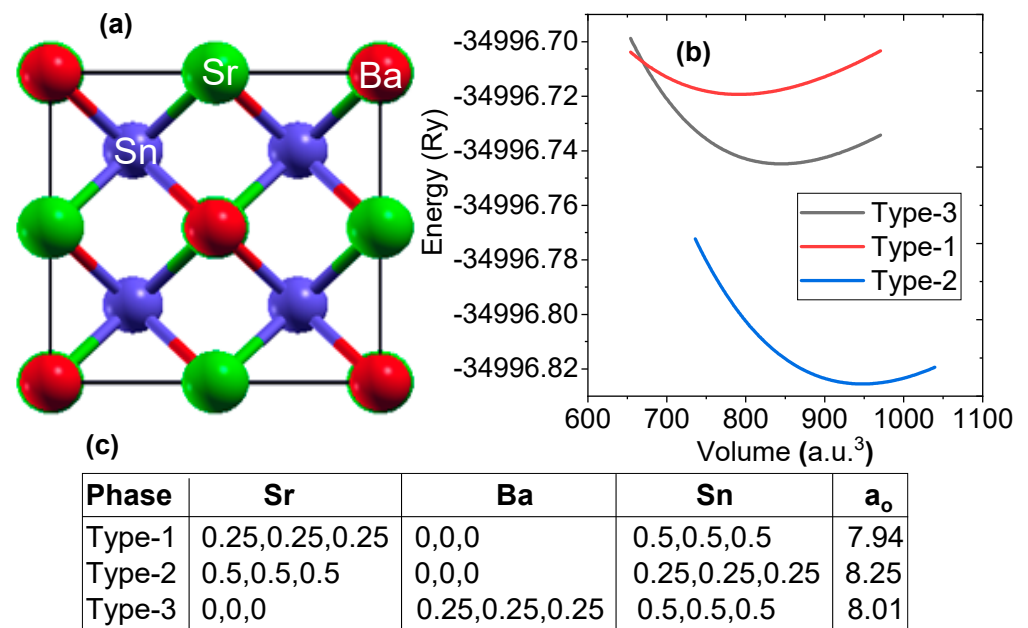 (a)
Sr
Ba
Sn
(b)
Energy (Ry)
-34996.70
-34996.72
-34996.74
-34996.76
-34996.78
-34996.80
-34996.82
Type-3
Type-1
Type-2
600 700 800 900 1000 1100
Volume (a.u.³)
(c)
Phase Sr Ba Sn aₒ
Type-1 0.25,0.25,0.25 0,0,0 0.5,0.5,0.5 7.94
Type-2 0.5,0.5,0.5 0,0,0 0.25,0.25,0.25 8.25
Type-3 0,0,0 0.25,0.25,0.25 0.5,0.5,0.5 8.01